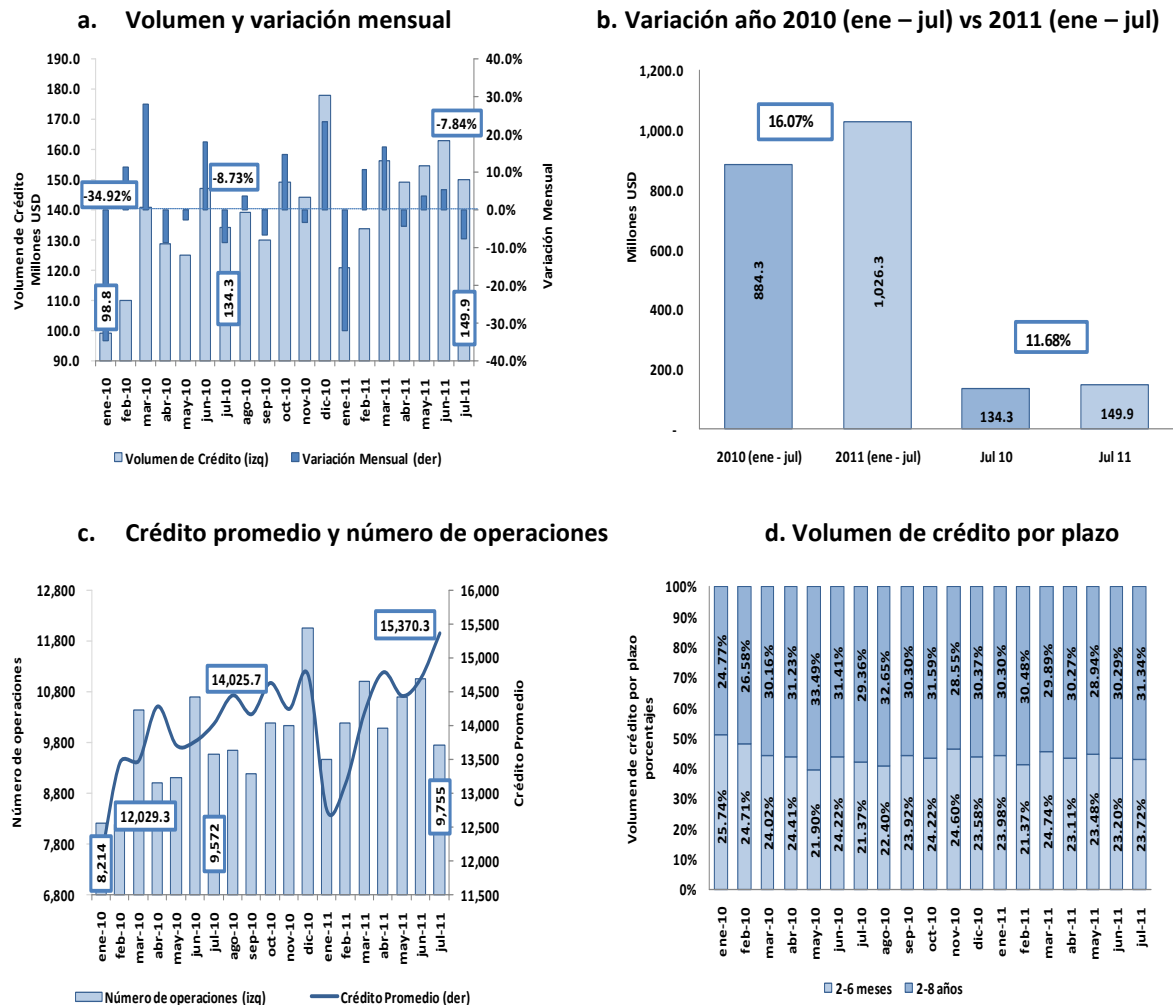 a. Volumen y variación mensual
190.0
180.0
170.0
160.0
150.0
140.0
130.0
120.0
110.0
100.0
90.0
Volumen de Crédito
Millones USD
40.0%
30.0%
20.0%
10.0%
0.0%
-10.0%
-20.0%
-30.0%
-40.0%
Variación Mensual
-34.92%
-8.73%
-7.84%
98.8
134.3
149.9
ene-10
feb-10
mar-10
abr-10
may-10
jun-10
jul-10
ago-10
sep-10
oct-10
nov-10
dic-10
ene-11
feb-11
mar-11
abr-11
may-11
jun-11
jul-11
Volumen de Crédito (izq)
Variación Mensual (der)
b. Variación año 2010 (ene – jul) vs 2011 (ene – jul)
1,200.0
1,000.0
800.0
600.0
400.0
200.0
-
Millones USD
16.07%
11.68%
884.3
1,026.3
134.3
149.9
2010 (ene - jul)
2011 (ene - jul)
Jul 10
Jul 11
c. Crédito promedio y número de operaciones
12,800
11,800
10,800
9,800
8,800
7,800
6,800
Número de operaciones
16,000
15,500
15,000
14,500
14,000
13,500
13,000
12,500
12,000
11,500
Crédito Promedio
15,370.3
14,025.7
12,029.3
8,214
9,572
9,755
ene-10
feb-10
mar-10
abr-10
may-10
jun-10
jul-10
ago-10
sep-10
oct-10
nov-10
dic-10
ene-11
feb-11
mar-11
abr-11
may-11
jun-11
jul-11
Número de operaciones (izq)
Crédito Promedio (der)
d. Volumen de crédito por plazo
100%
90%
80%
70%
60%
50%
40%
30%
20%
10%
0%
Volumen de crédito por plazo
porcentajes
24.77%
26.58%
30.16%
31.23%
33.49%
31.41%
29.36%
32.65%
30.30%
31.59%
28.55%
30.37%
30.30%
30.48%
29.89%
30.27%
28.94%
30.29%
31.34%
25.74%
24.71%
24.02%
24.41%
21.90%
24.22%
21.37%
22.40%
23.92%
24.22%
24.60%
23.58%
23.98%
21.37%
24.74%
23.11%
23.48%
23.20%
23.72%
ene-10
feb-10
mar-10
abr-10
may-10
jun-10
jul-10
ago-10
sep-10
oct-10
nov-10
dic-10
ene-11
feb-11
mar-11
abr-11
may-11
jun-11
jul-11
2-6 meses
2-8 años